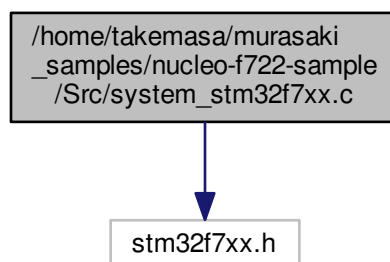 /home/takemasa/murasaki
_samples/nucleo-f722-sample
/Src/system_stm32f7xx.c
stm32f7xx.h